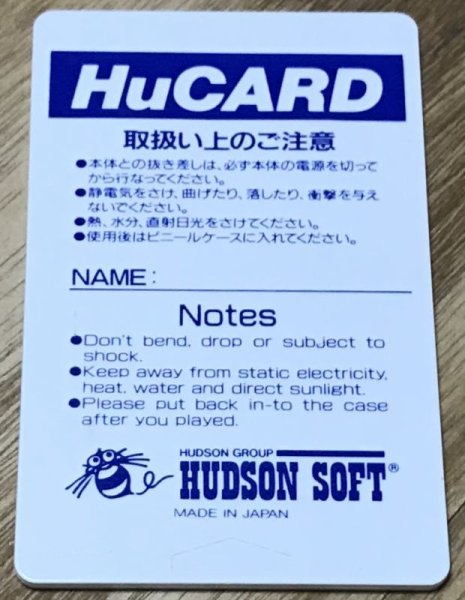 HuCARD
取扱い上のご注意
●本体との抜き差しは、必ず本体の電源を切って
から行なってください。
●静電気をさけ、曲げたり、落したり、衝撃を与え
ないでください。
●熱、水分、直射日光をさけてください。
●使用後はビニールケースに入れてください。
NAME:
Notes
●Don't bend, drop or subject to
shock.
●Keep away from static electricity,
heat, water and direct sunlight.
●Please put back in-to the case
after you played.
HUDSON GROUP
HUDSON SOFT®
MADE IN JAPAN